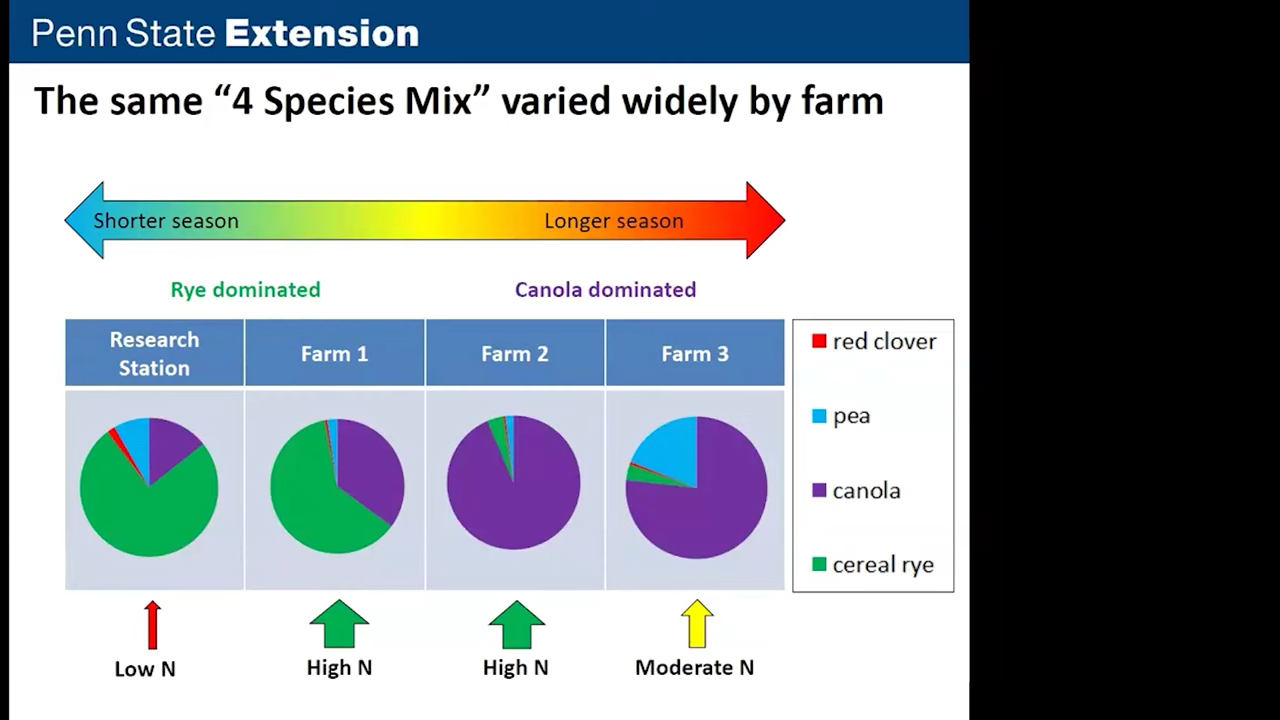 Penn State Extension
The same “4 Species Mix” varied widely by farm
Shorter season
Longer season
Rye dominated
Canola dominated
Research
Station
Farm 1
Farm 2
Farm 3
red clover
pea
canola
cereal rye
Low N
High N
High N
Moderate N